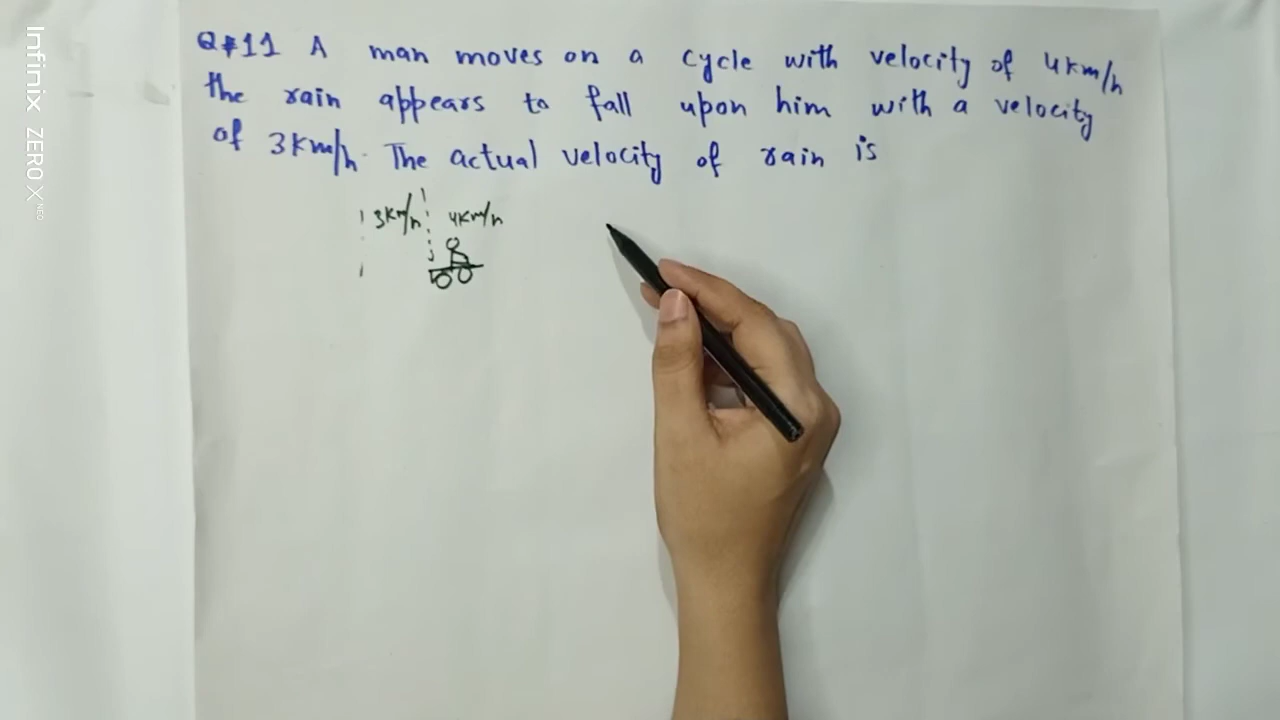 Q#11 A man moves on a cycle with velocity of 4km/h
the rain appears to fall upon him with a velocity
of 3km/h. The actual velocity of rain is
3km/h 4km/h
Infinix ZERO X NEO